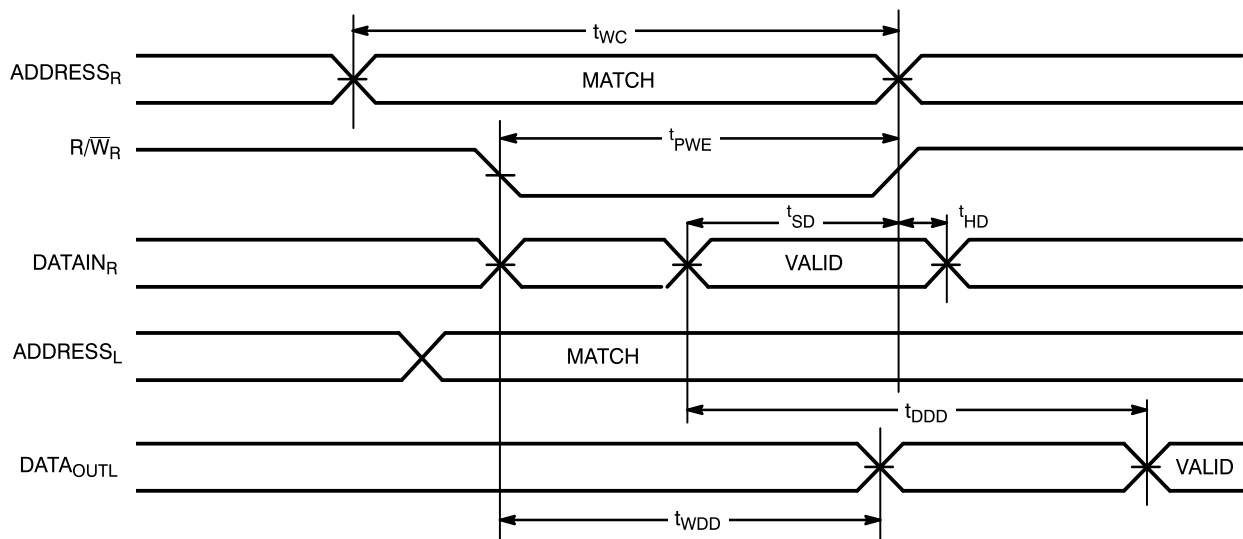 tWC
ADDRESSR
MATCH
tPWE
R/W̅R
tSD
tHD
DATAINR
VALID
ADDRESSL
MATCH
tDDD
DATAOUTL
VALID
tWDD